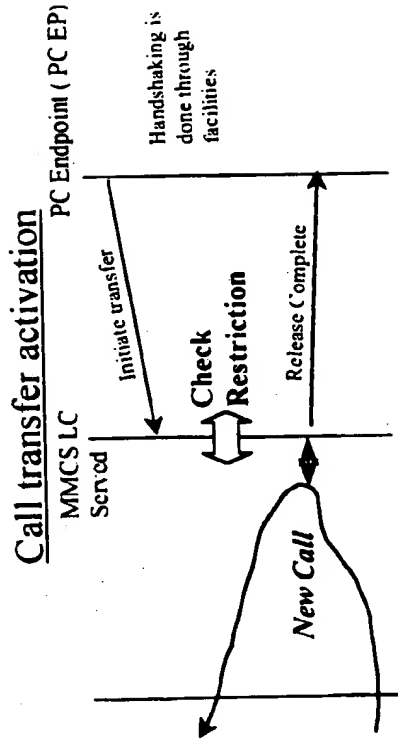 Call transfer activation
MMCS LC
Served
PC Endpoint ( PC EP)
Initiate transfer
Handshaking is
done through
facilities
Check
Restriction
New Call
Release Complete